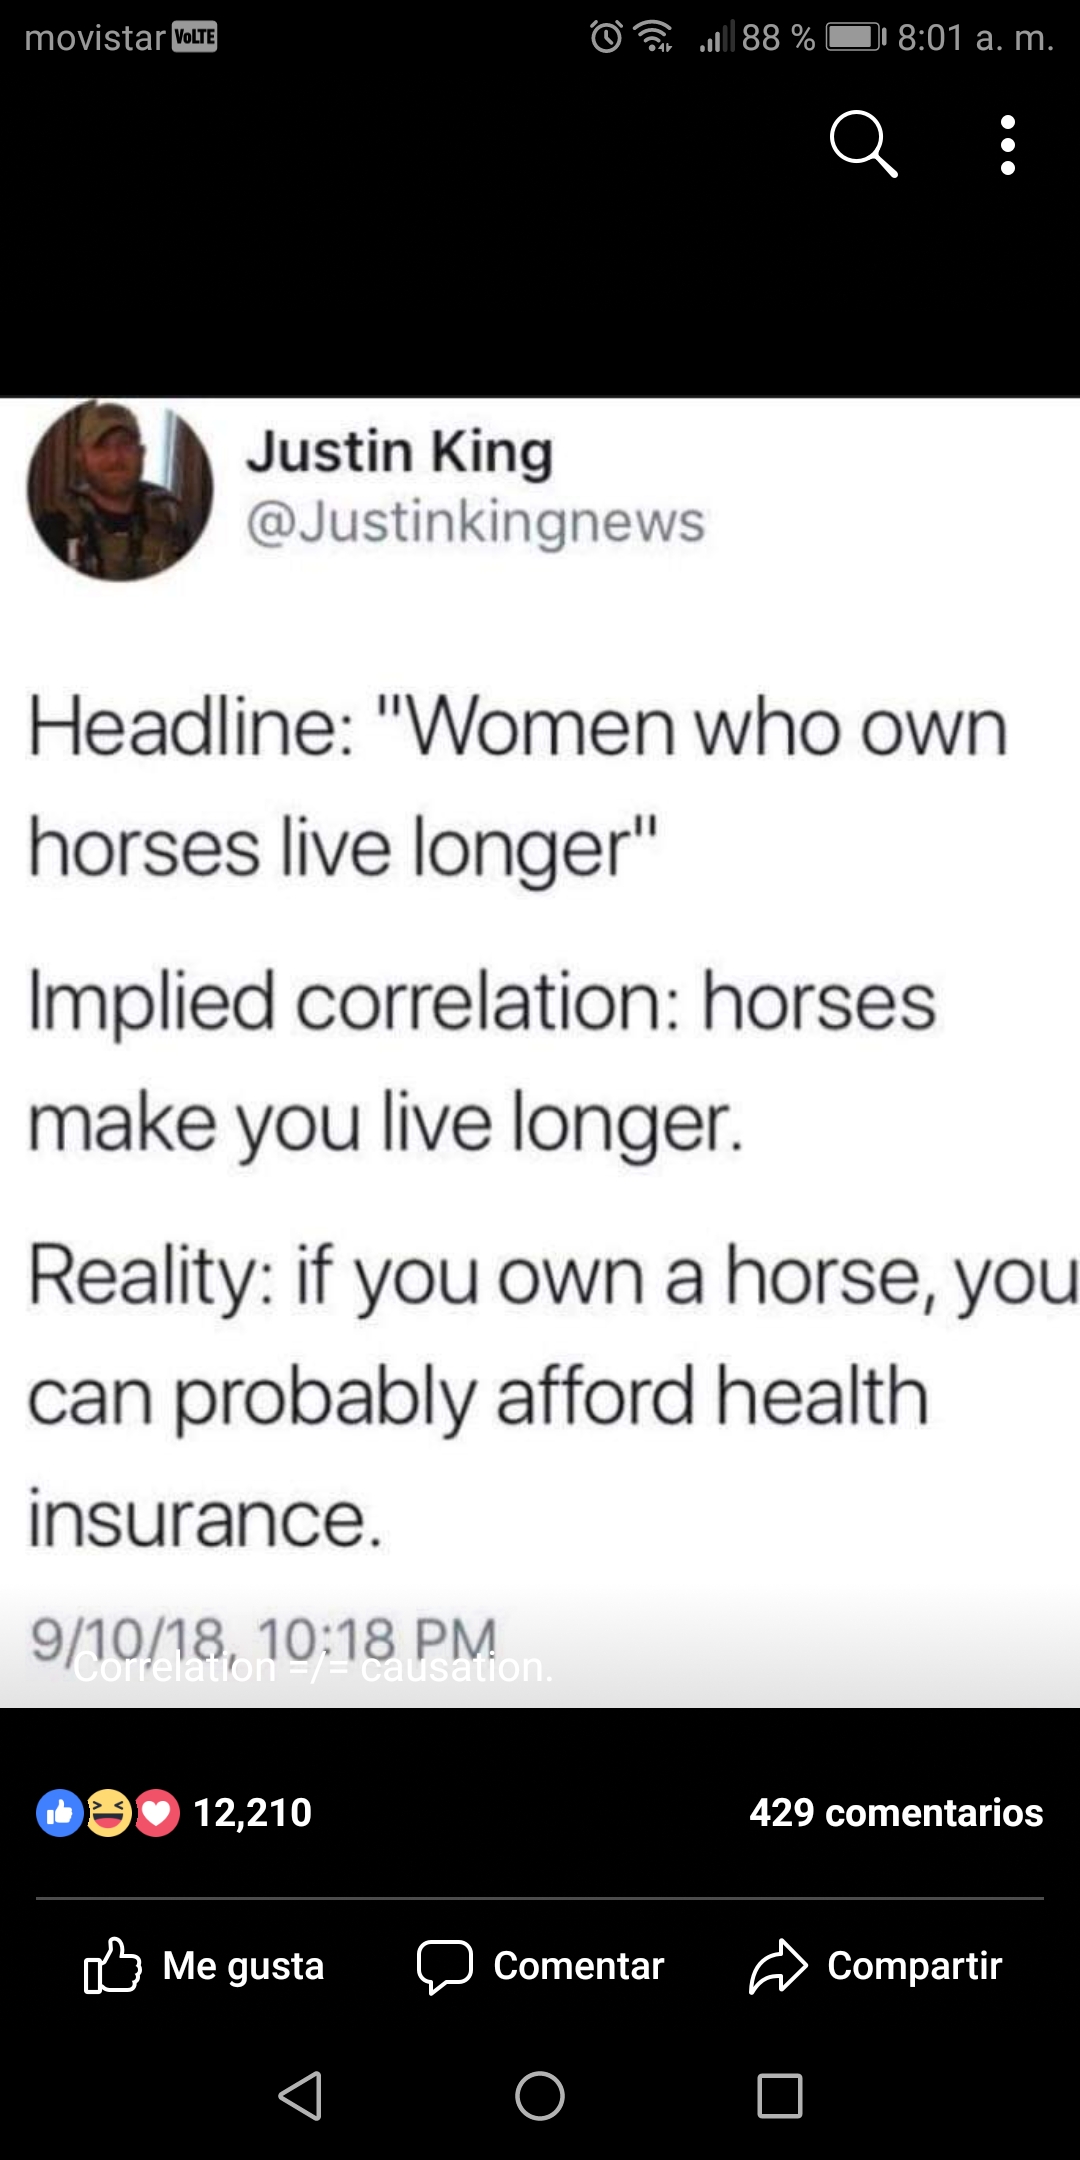 movistar VoLTE 88 % 8:01 a. m.
Justin King
@Justinkingnews
Headline: "Women who own
horses live longer"
Implied correlation: horses
make you live longer.
Reality: if you own a horse, you
can probably afford health
insurance.
9/10/18, 10:18 PM
Correlation =/= causation.
12,210 429 comentarios
Me gusta Comentar Compartir